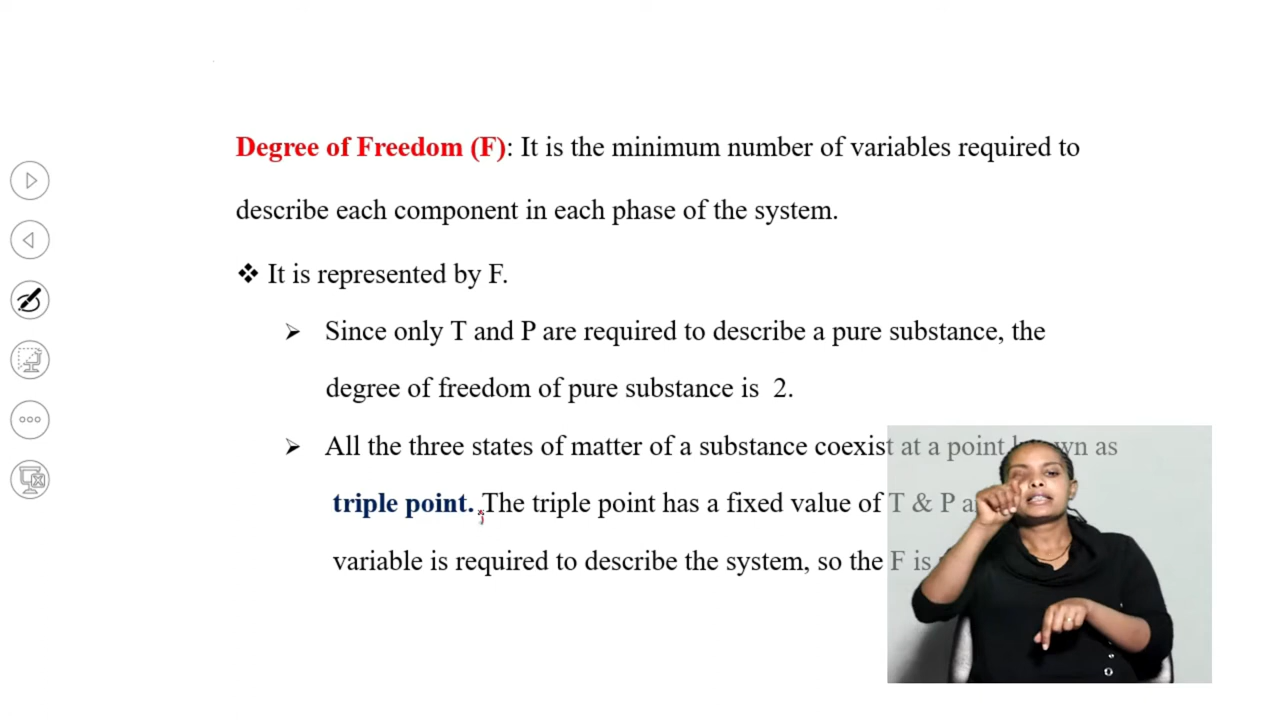 Degree of Freedom (F): It is the minimum number of variables required to
describe each component in each phase of the system.
❖ It is represented by F.
➢ Since only T and P are required to describe a pure substance, the
degree of freedom of pure substance is 2.
➢ All the three states of matter of a substance coexist at a point known as
triple point. The triple point has a fixed value of T & P
variable is required to describe the system, so the F is